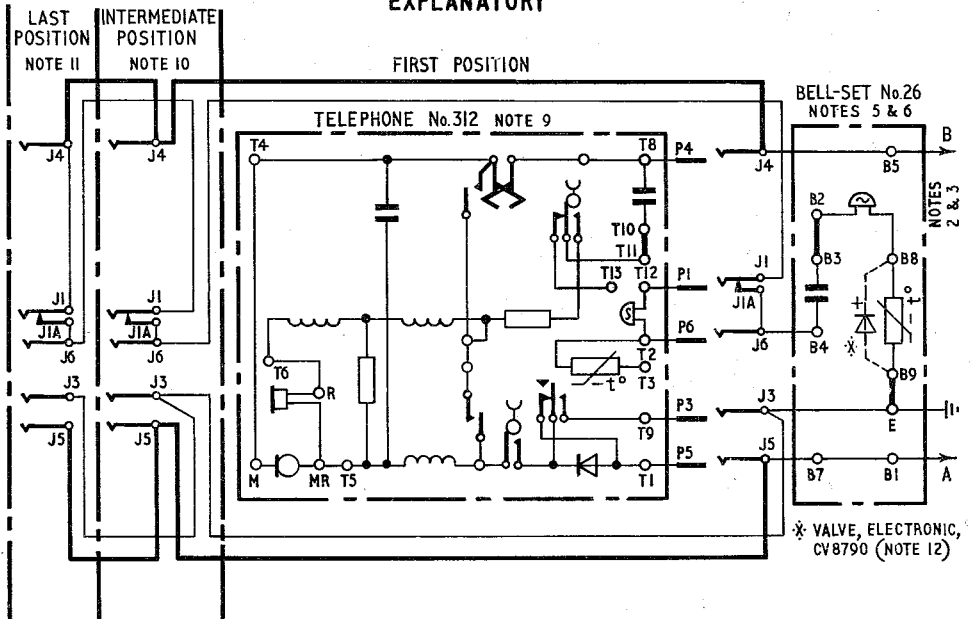 EXPLANATORY
LAST
POSITION
NOTE 11
INTERMEDIATE
POSITION
NOTE 10
FIRST POSITION
BELL-SET No.26
NOTES 5 & 6
TELEPHONE No.312 NOTE 9
T4
T8
P4
J4
J4
J4
B5
B
NOTES
2 & 3
B2
T10
T11
T13
T12
P1
J1
J1A
B3
B8
+
-t°
S
J1
J1A
J6
J1
J1A
J6
P6
J6
B4
T2
T3
-t°
T6
R
B9
J3
J3
P3
J3
T9
E
J5
J5
P5
J5
M
MR
T5
T1
B7
B1
A
※ VALVE, ELECTRONIC,
CV8790 (NOTE 12)